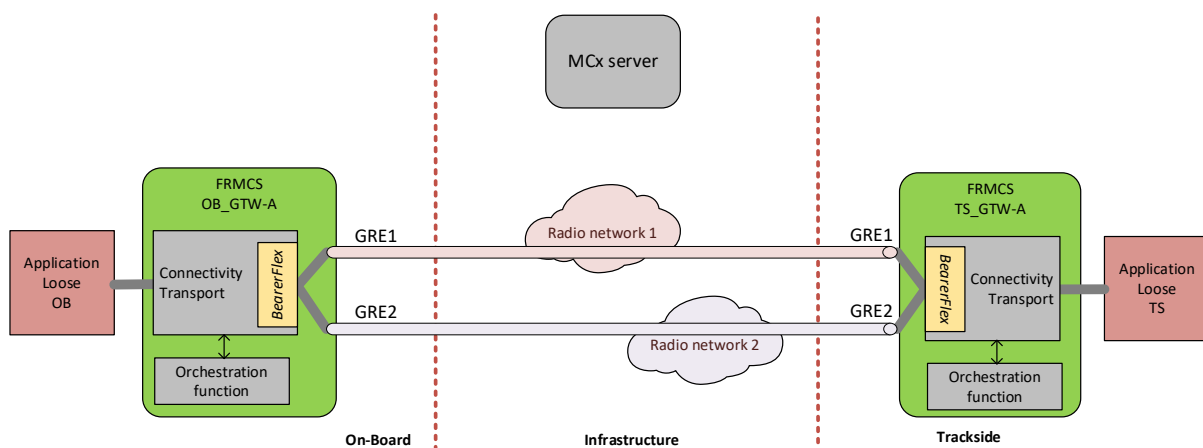 MCx server
FRMCS
OB_GTW-A
FRMCS
TS_GTW-A
Application
Loose
OB
Connectivity
Transport
BearerFlex
GRE1
Radio network 1
GRE1
BearerFlex
Connectivity
Transport
Application
Loose
TS
GRE2
Radio network 2
GRE2
Orchestration
function
Orchestration
function
On-Board
Infrastructure
Trackside